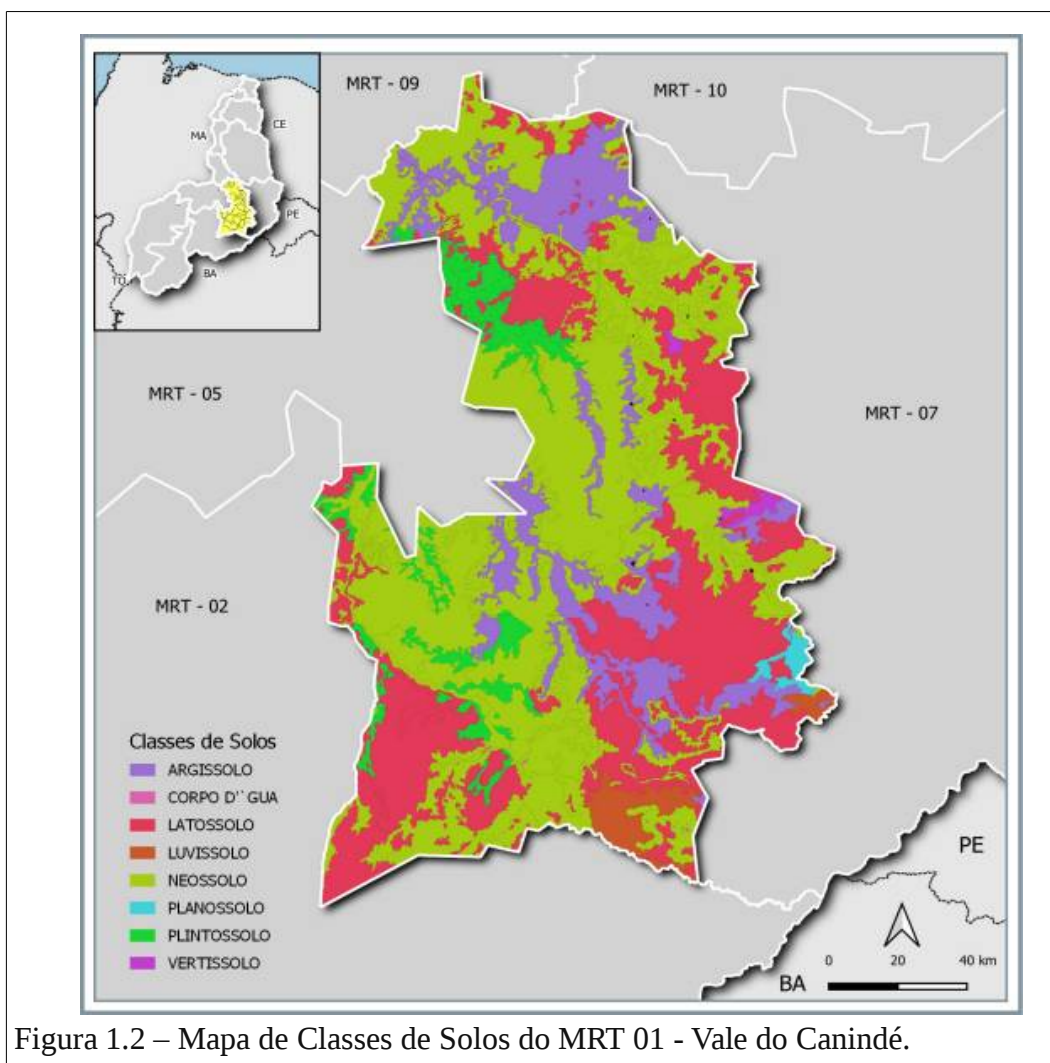 MRT - 09
MRT - 10
MA
CE
PE
TO
BA
MRT - 05
MRT - 07
MRT - 02
Classes de Solos
ARGISSOLO
CORPO D``GUA
LATOSSOLO
LUVISSOLO
NEOSSOLO
PLANOSSOLO
PLINTOSSOLO
VERTISSOLO
PE
BA
0 20 40 km
Figura 1.2 – Mapa de Classes de Solos do MRT 01 - Vale do Canindé.